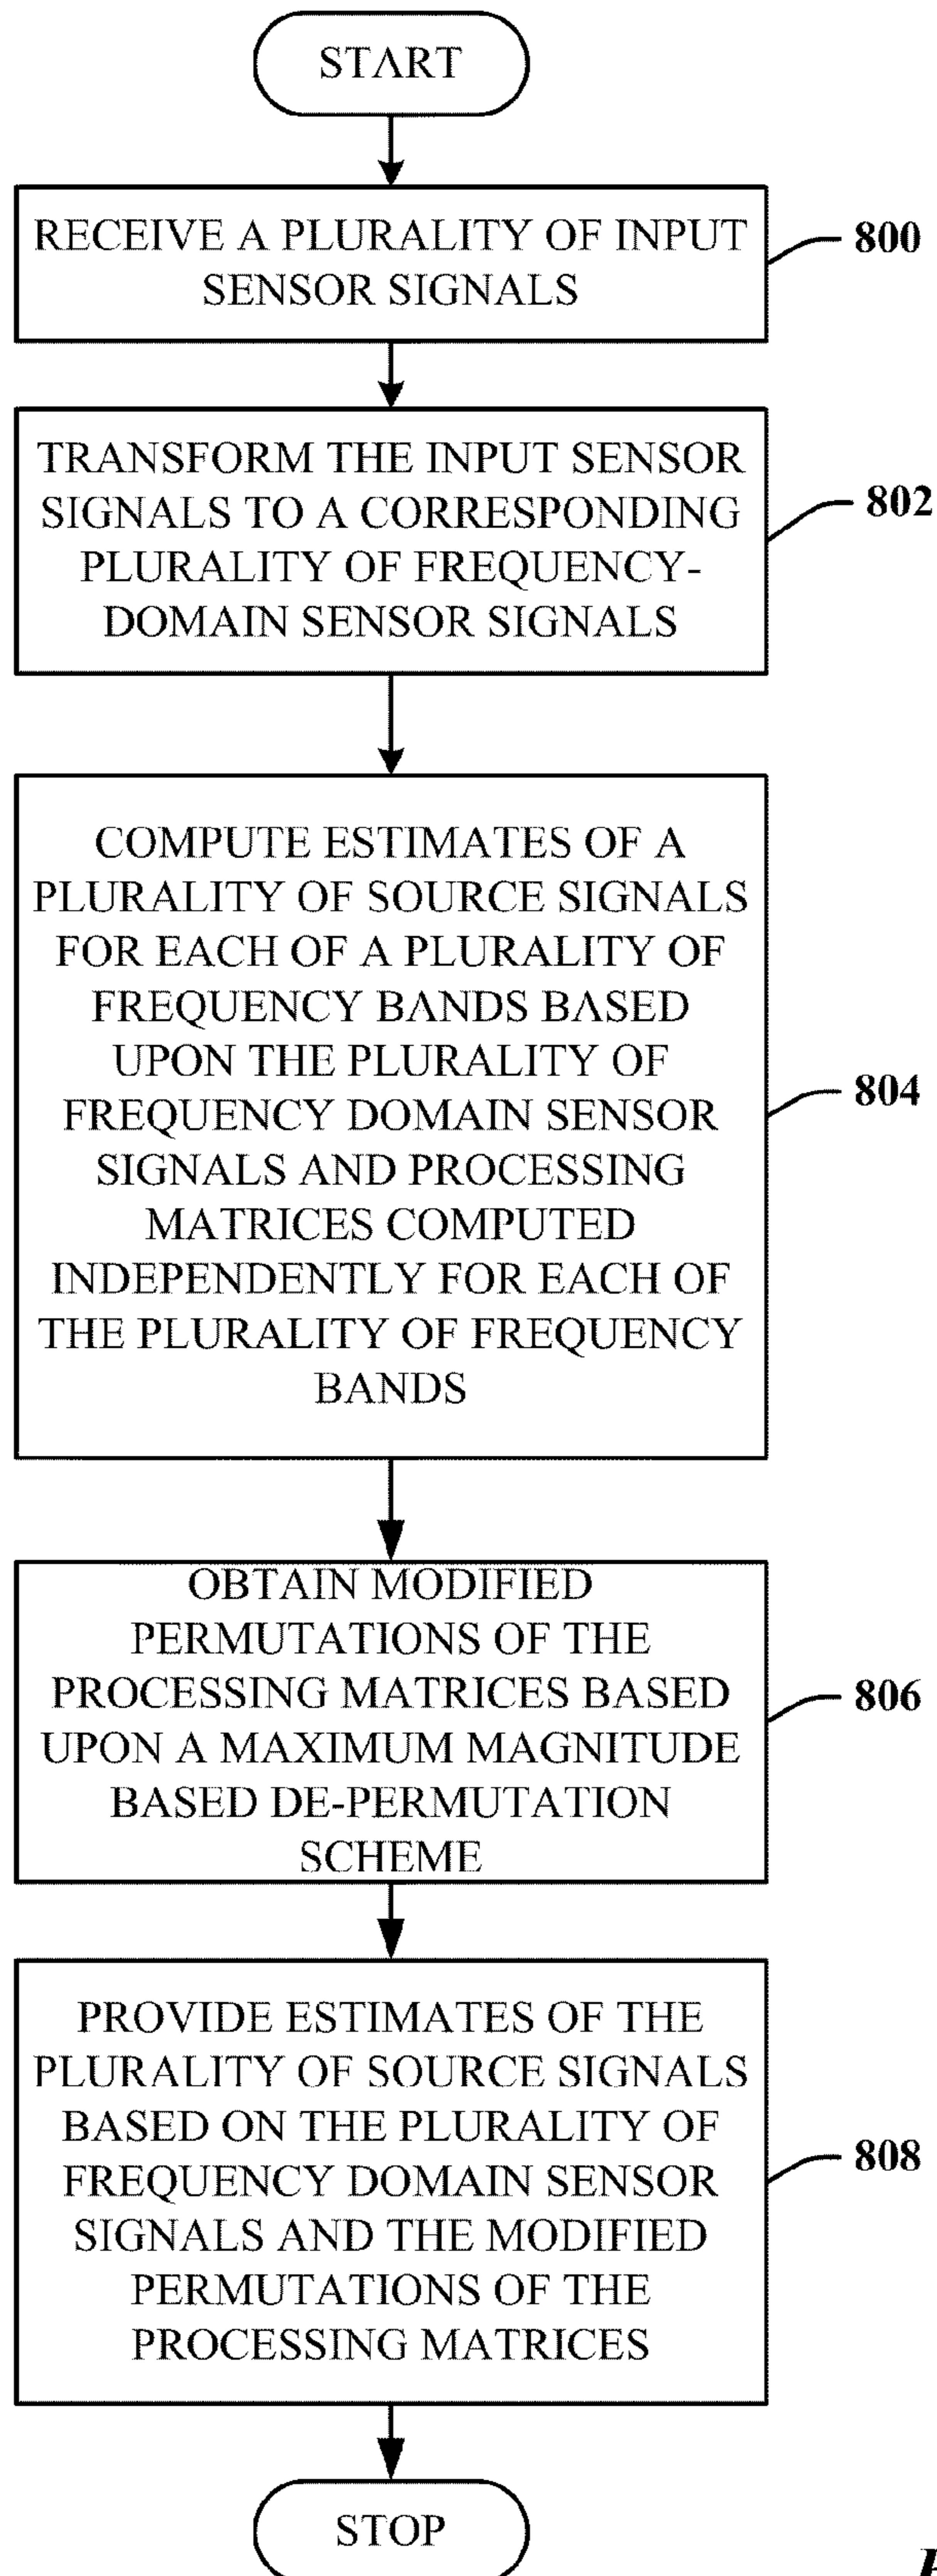 START
RECEIVE A PLURALITY OF INPUT
SENSOR SIGNALS
800
TRANSFORM THE INPUT SENSOR
SIGNALS TO A CORRESPONDING
PLURALITY OF FREQUENCY-
DOMAIN SENSOR SIGNALS
802
COMPUTE ESTIMATES OF A
PLURALITY OF SOURCE SIGNALS
FOR EACH OF A PLURALITY OF
FREQUENCY BANDS BASED
UPON THE PLURALITY OF
FREQUENCY DOMAIN SENSOR
SIGNALS AND PROCESSING
MATRICES COMPUTED
INDEPENDENTLY FOR EACH OF
THE PLURALITY OF FREQUENCY
BANDS
804
OBTAIN MODIFIED
PERMUTATIONS OF THE
PROCESSING MATRICES BASED
UPON A MAXIMUM MAGNITUDE
BASED DE-PERMUTATION
SCHEME
806
PROVIDE ESTIMATES OF THE
PLURALITY OF SOURCE SIGNALS
BASED ON THE PLURALITY OF
FREQUENCY DOMAIN SENSOR
SIGNALS AND THE MODIFIED
PERMUTATIONS OF THE
PROCESSING MATRICES
808
STOP